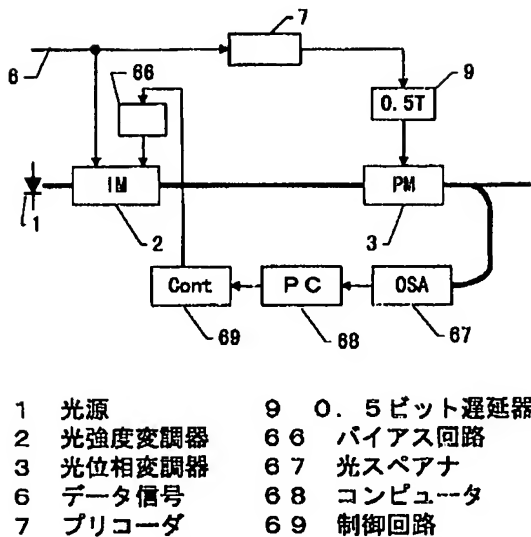 7
6
66
9
0.5T
IM
PM
1
2
3
Cont
PC
OSA
69
68
67
1 光源
2 光強度変調器
3 光位相変調器
6 データ信号
7 プリコーダ
9 0.5ビット遅延器
66 バイアス回路
67 光スペアナ
68 コンピュータ
69 制御回路